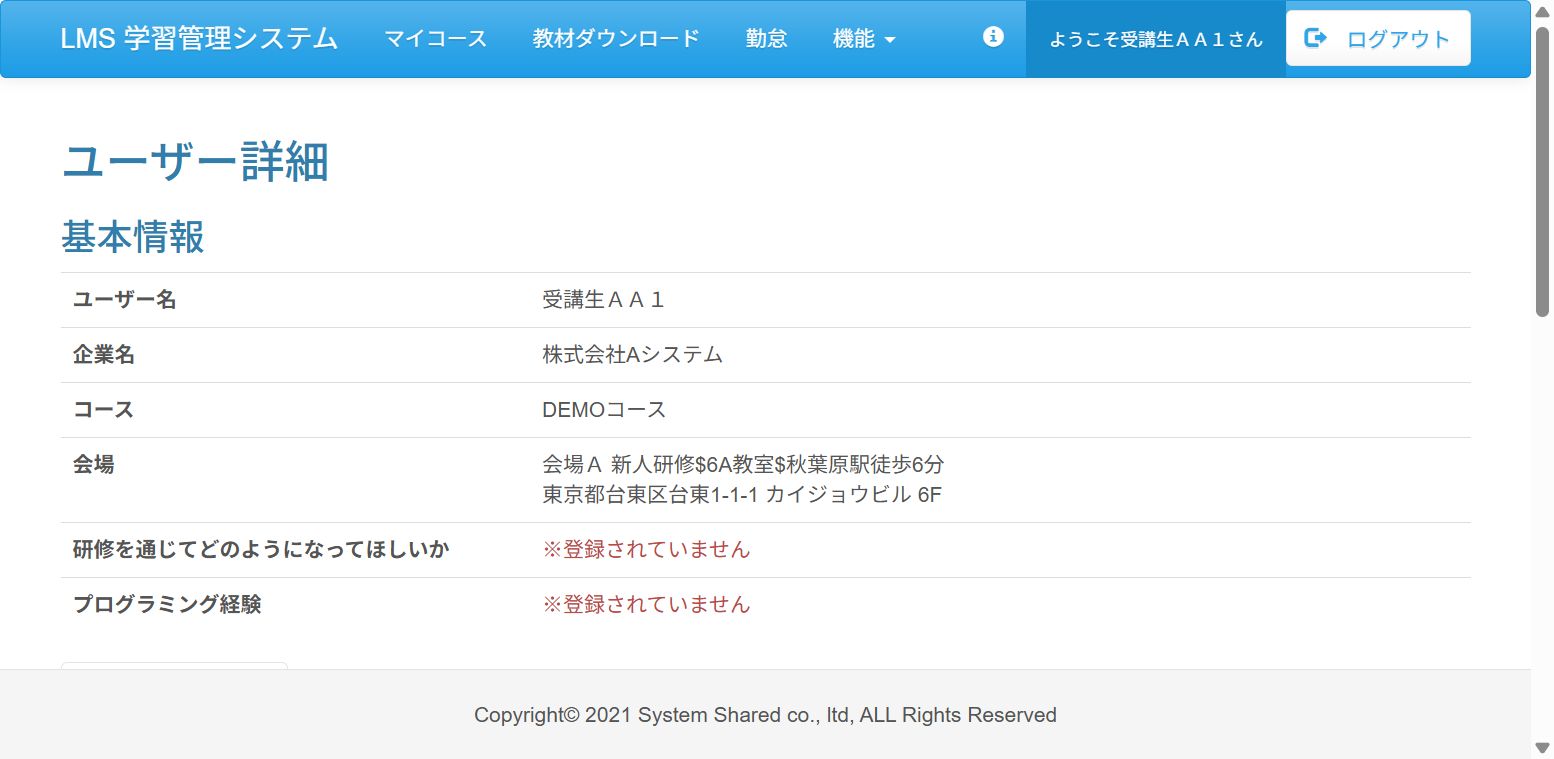 LMS 学習管理システム マイコース 教材ダウンロード 勤怠 機能 ようこそ受講生ＡＡ１さん ログアウト
ユーザー詳細
基本情報
ユーザー名 受講生ＡＡ１
企業名 株式会社Aシステム
コース DEMOコース
会場 会場Ａ 新人研修$6A教室$秋葉原駅徒歩6分
東京都台東区台東1-1-1 カイジョウビル 6F
研修を通じてどのようになってほしいか ※登録されていません
プログラミング経験 ※登録されていません
Copyright© 2021 System Shared co., ltd, ALL Rights Reserved